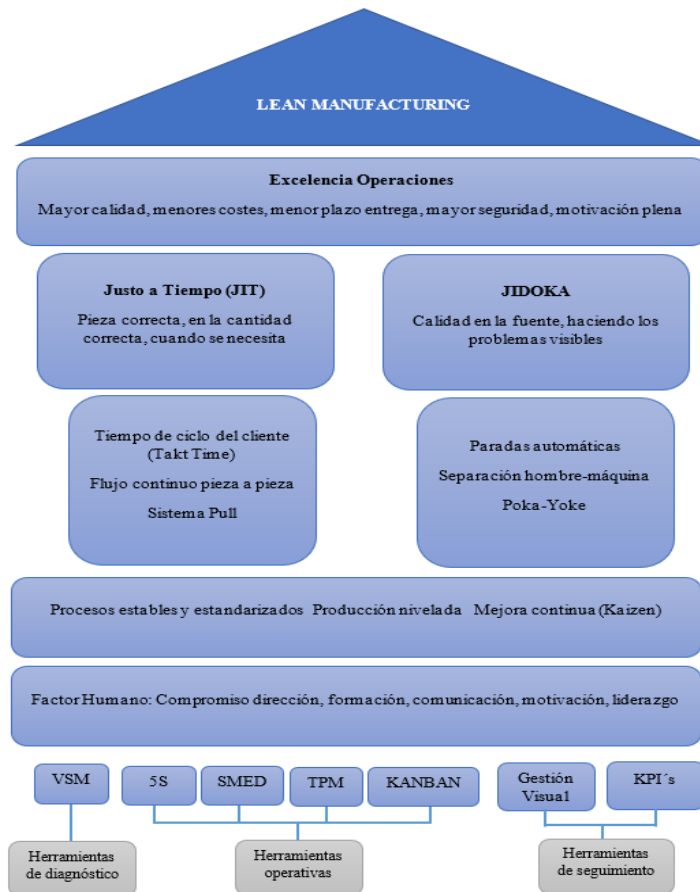 LEAN MANUFACTURING
Excelencia Operaciones
Mayor calidad, menores costes, menor plazo entrega, mayor seguridad, motivación plena
Justo a Tiempo (JIT)
Pieza correcta, en la cantidad
correcta, cuando se necesita
JIDOKA
Calidad en la fuente, haciendo los
problemas visibles
Tiempo de ciclo del cliente
(Takt Time)
Flujo continuo pieza a pieza
Sistema Pull
Paradas automáticas
Separación hombre-máquina
Poka-Yoke
Procesos estables y estandarizados Producción nivelada Mejora continua (Kaizen)
Factor Humano: Compromiso dirección, formación, comunicación, motivación, liderazgo
VSM
5S
SMED
TPM
KANBAN
Gestión
Visual
KPI´s
Herramientas
de diagnóstico
Herramientas
operativas
Herramientas
de seguimiento